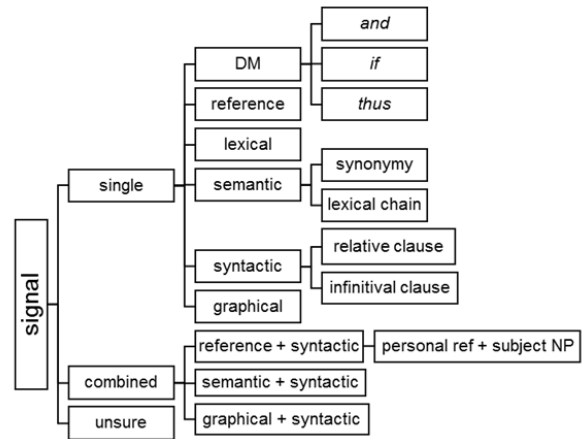 signal
single
DM
and
if
thus
reference
lexical
semantic
synonymy
lexical chain
syntactic
relative clause
infinitival clause
graphical
combined
reference + syntactic
personal ref + subject NP
semantic + syntactic
graphical + syntactic
unsure